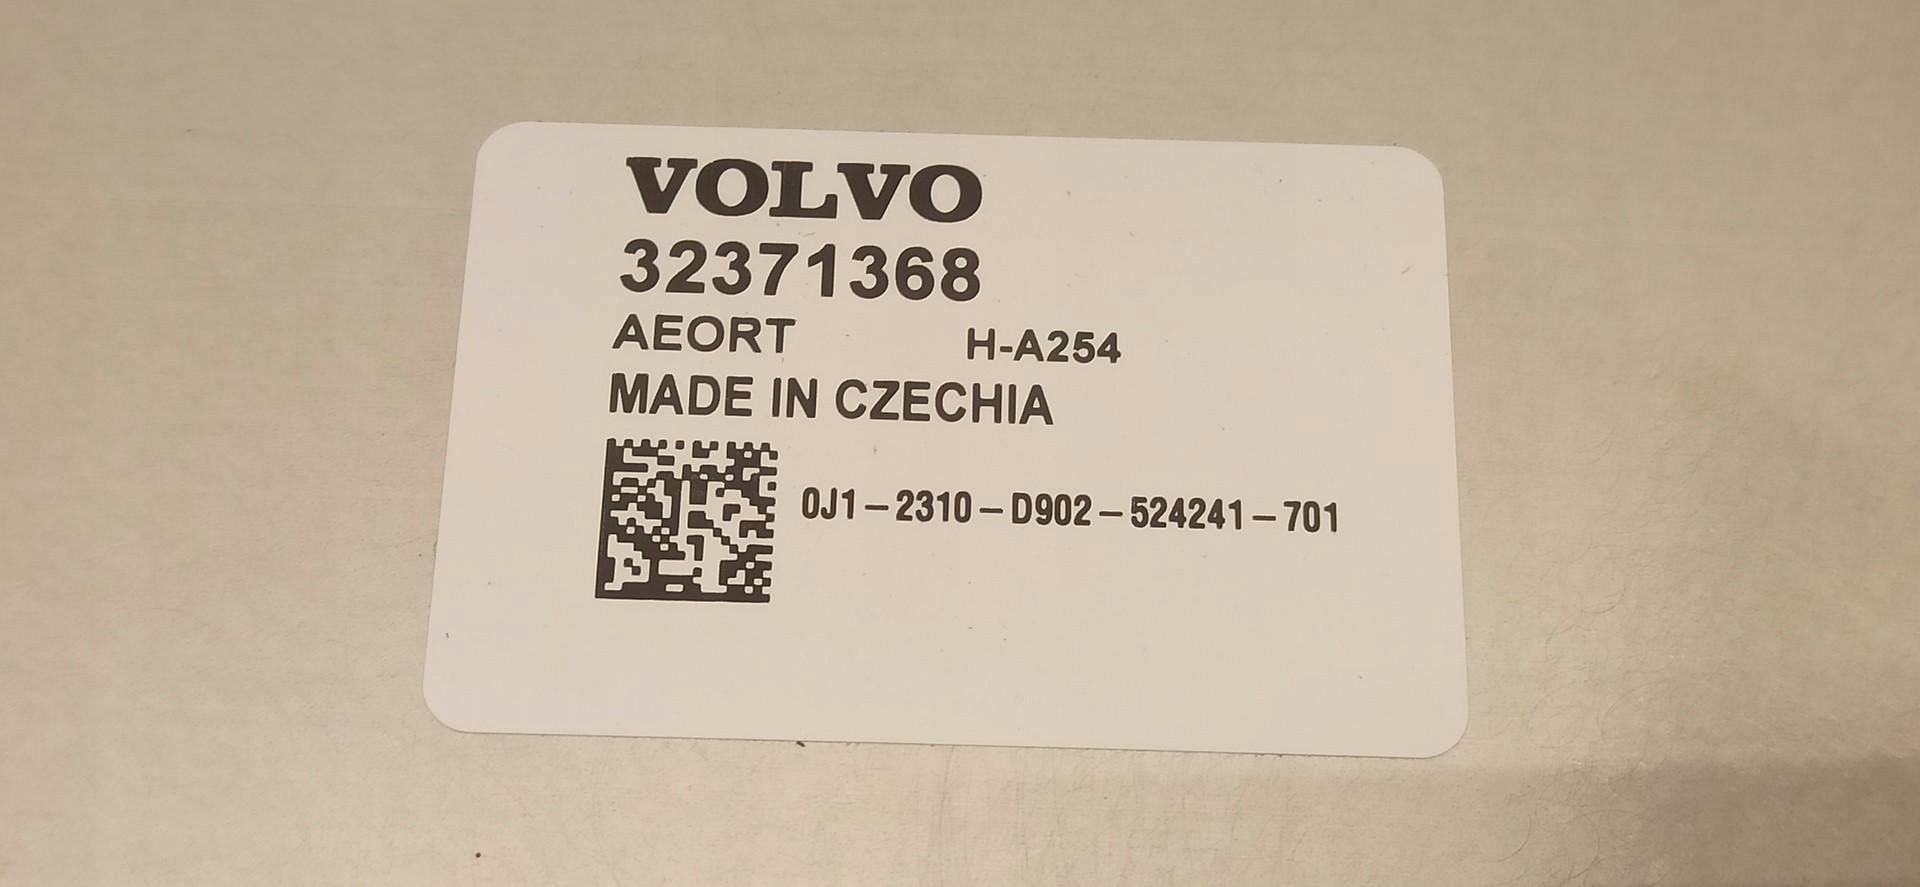 VOLVO
32371368
AEORT H-A254
MADE IN CZECHIA
0J1-2310-D902-524241-701